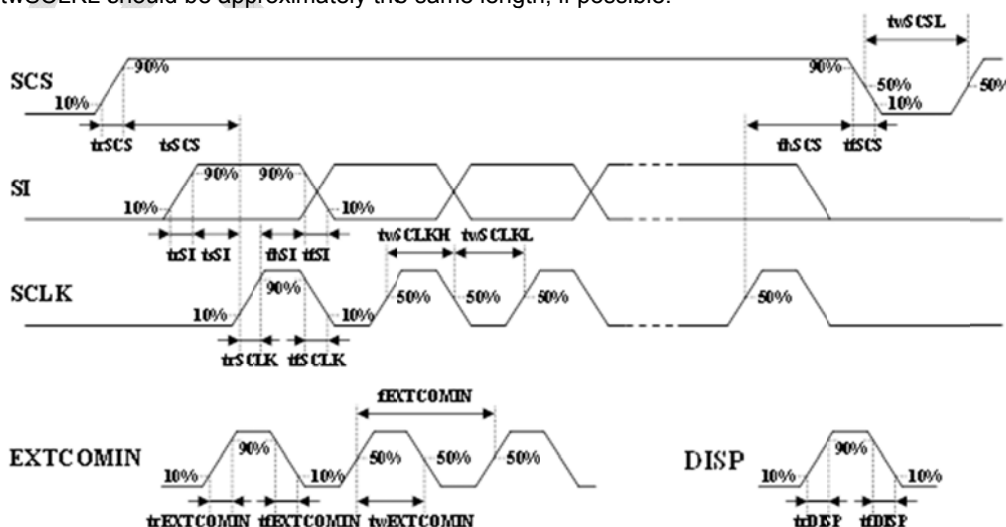 twSCLKL should be approximately the same length, if possible.
twSCSL
SCS
90%
90%
50%
50%
10%
10%
trSCS
tsSCS
thSCS
tfSCS
SI
90%
90%
10%
10%
trSI
tsSI
thSI
tfSI
twSCLKH
twSCLKL
SCLK
90%
50%
50%
50%
50%
10%
10%
trSCLK
tfSCLK
fEXTCOMIN
EXTCOMIN
90%
50%
50%
50%
10%
10%
trEXTCOMIN
tfEXTCOMIN
twEXTCOMIN
DISP
90%
10%
10%
trDISP
tfDISP